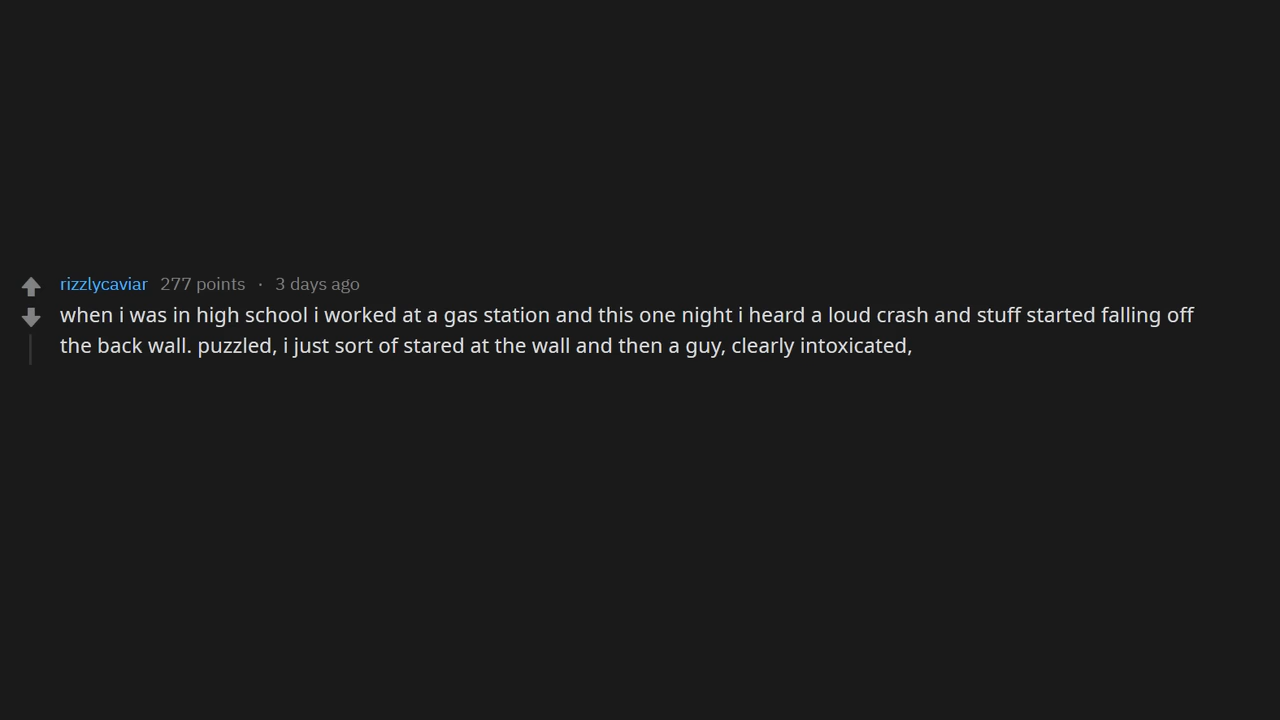 rizzlycaviar 277 points · 3 days ago
when i was in high school i worked at a gas station and this one night i heard a loud crash and stuff started falling off
the back wall. puzzled, i just sort of stared at the wall and then a guy, clearly intoxicated,